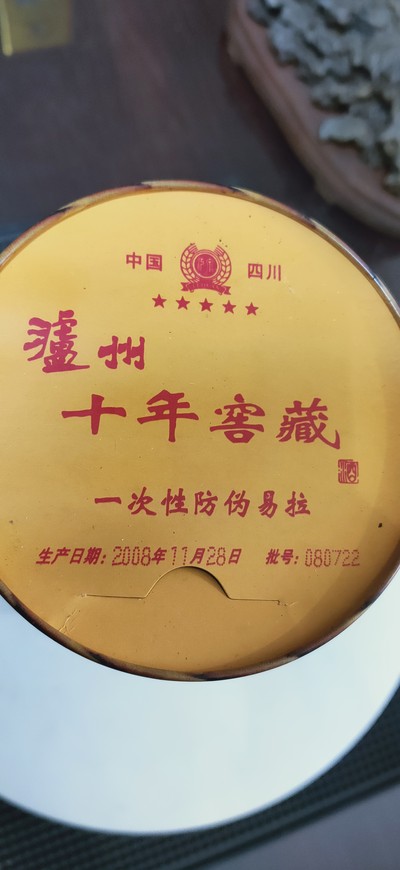 中国 四川
泸州
十年窖藏
一次性防伪易拉
生产日期：2008年11月28日 批号：080722